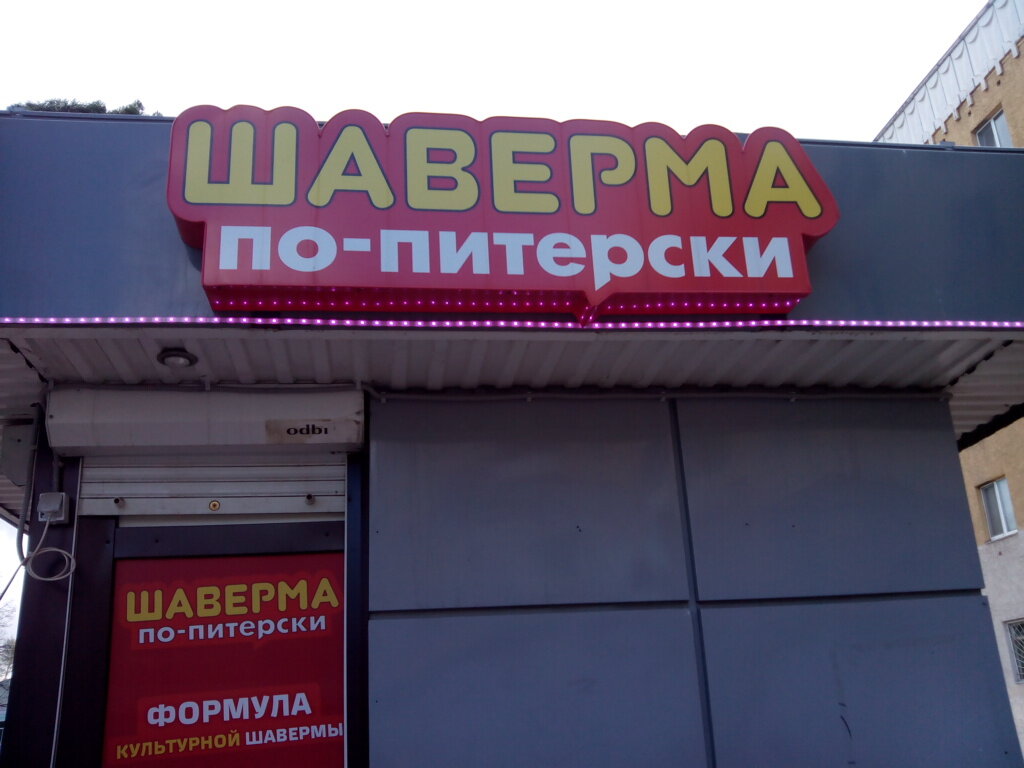 ШАВЕРМА
по-питерски
odbi
ШАВЕРМА
по-питерски
ФОРМУЛА
КУЛЬТУРНОЙ ШАВЕРМЫ